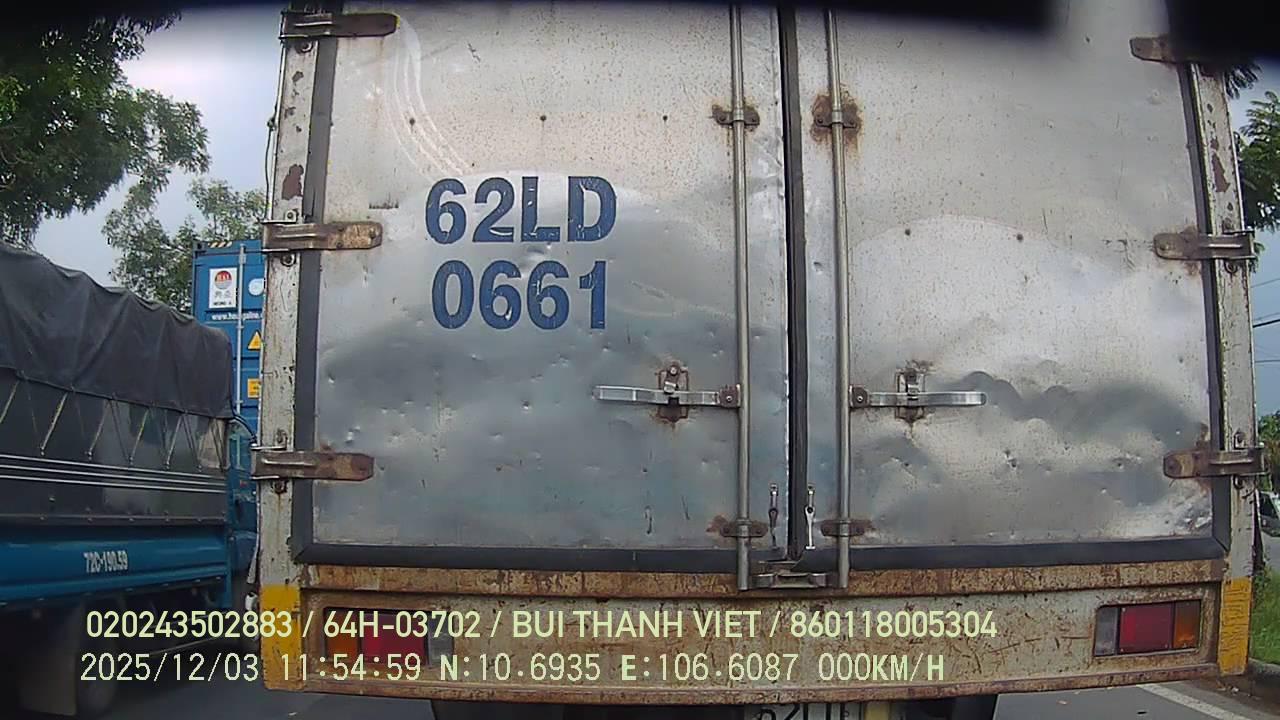 62LD
0661
72C-190.59
020243502883 / 64H-03702 / BUI THANH VIET / 860118005304
2025/12/03 11:54:59 N:10.6935 E:106.6087 000KM/H